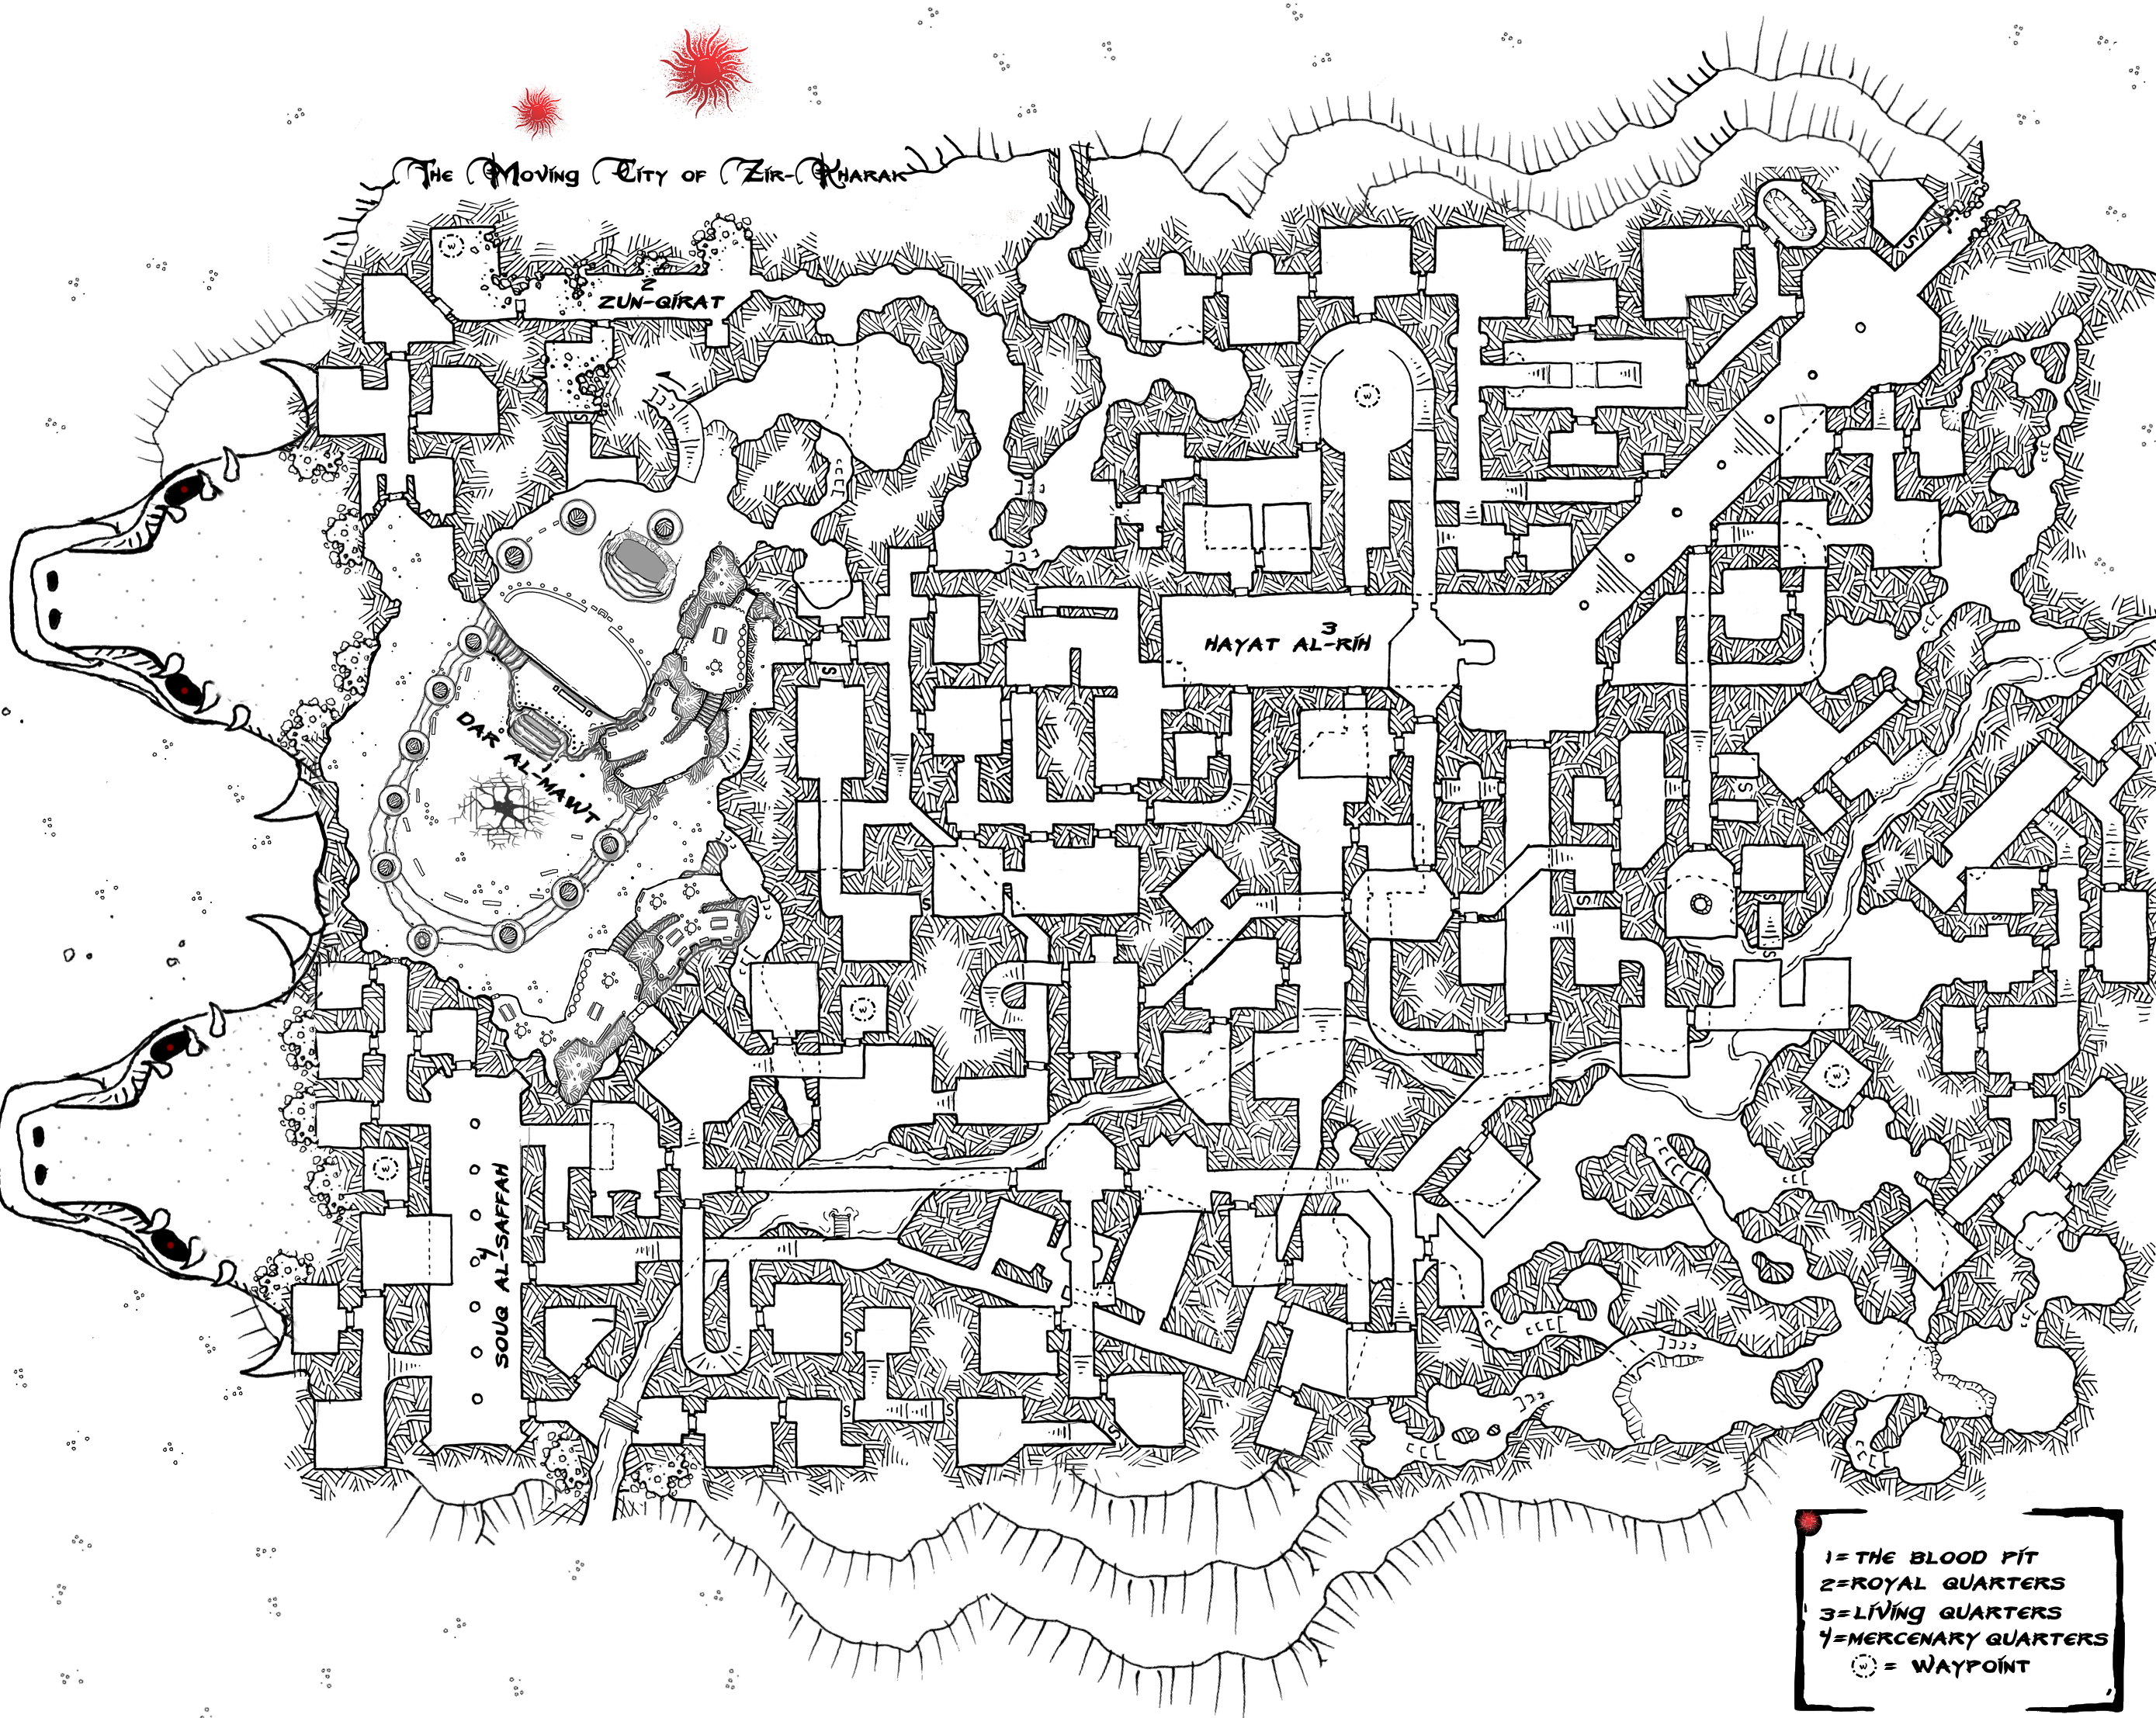 The Moving City of Zir-Kharak
W
2
ZUN-QIRAT
W
3
HAYAT AL-RIH
DAR
AL-MAWT
1
W
W
W
SOUQ AL-SAFFAH
4
S
S
S
S
S
S
S
S
S
S
S
S
S
S
1= THE BLOOD PIT
2=ROYAL QUARTERS
3=LIVING QUARTERS
4=MERCENARY QUARTERS
W = WAYPOINT